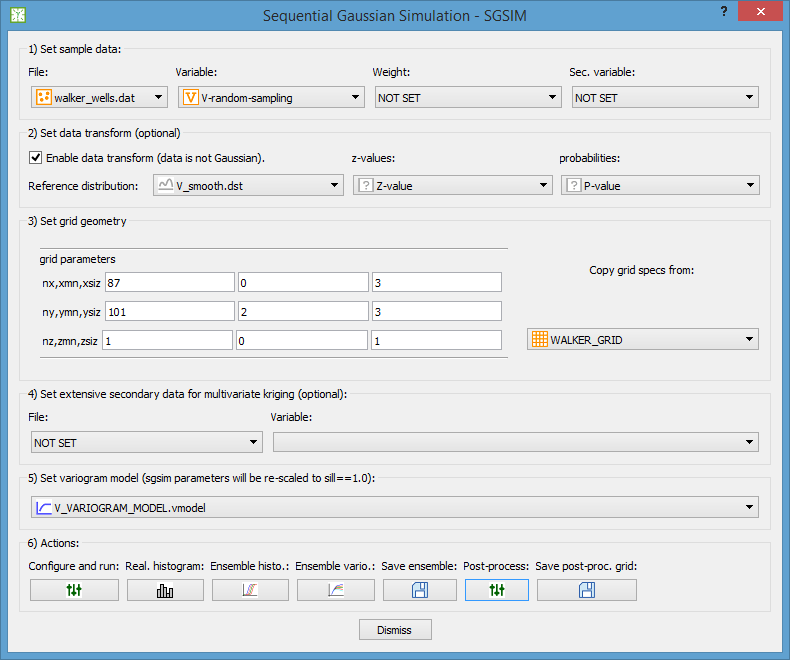 Sequential Gaussian Simulation - SGSIM
?
1) Set sample data:
File: Variable: Weight: Sec. variable:
walker_wells.dat V-random-sampling NOT SET NOT SET
2) Set data transform (optional)
Enable data transform (data is not Gaussian). z-values: probabilities:
Reference distribution: V_smooth.dst ? Z-value ? P-value
3) Set grid geometry
grid parameters
Copy grid specs from:
nx,xmn,xsiz 87 0 3
ny,ymn,ysiz 101 2 3
nz,zmn,zsiz 1 0 1 WALKER_GRID
4) Set extensive secondary data for multivariate kriging (optional):
File: Variable:
NOT SET
5) Set variogram model (sgsim parameters will be re-scaled to sill==1.0):
V_VARIOGRAM_MODEL.vmodel
6) Actions:
Configure and run: Real. histogram: Ensemble histo.: Ensemble vario.: Save ensemble: Post-process: Save post-proc. grid:
Dismiss